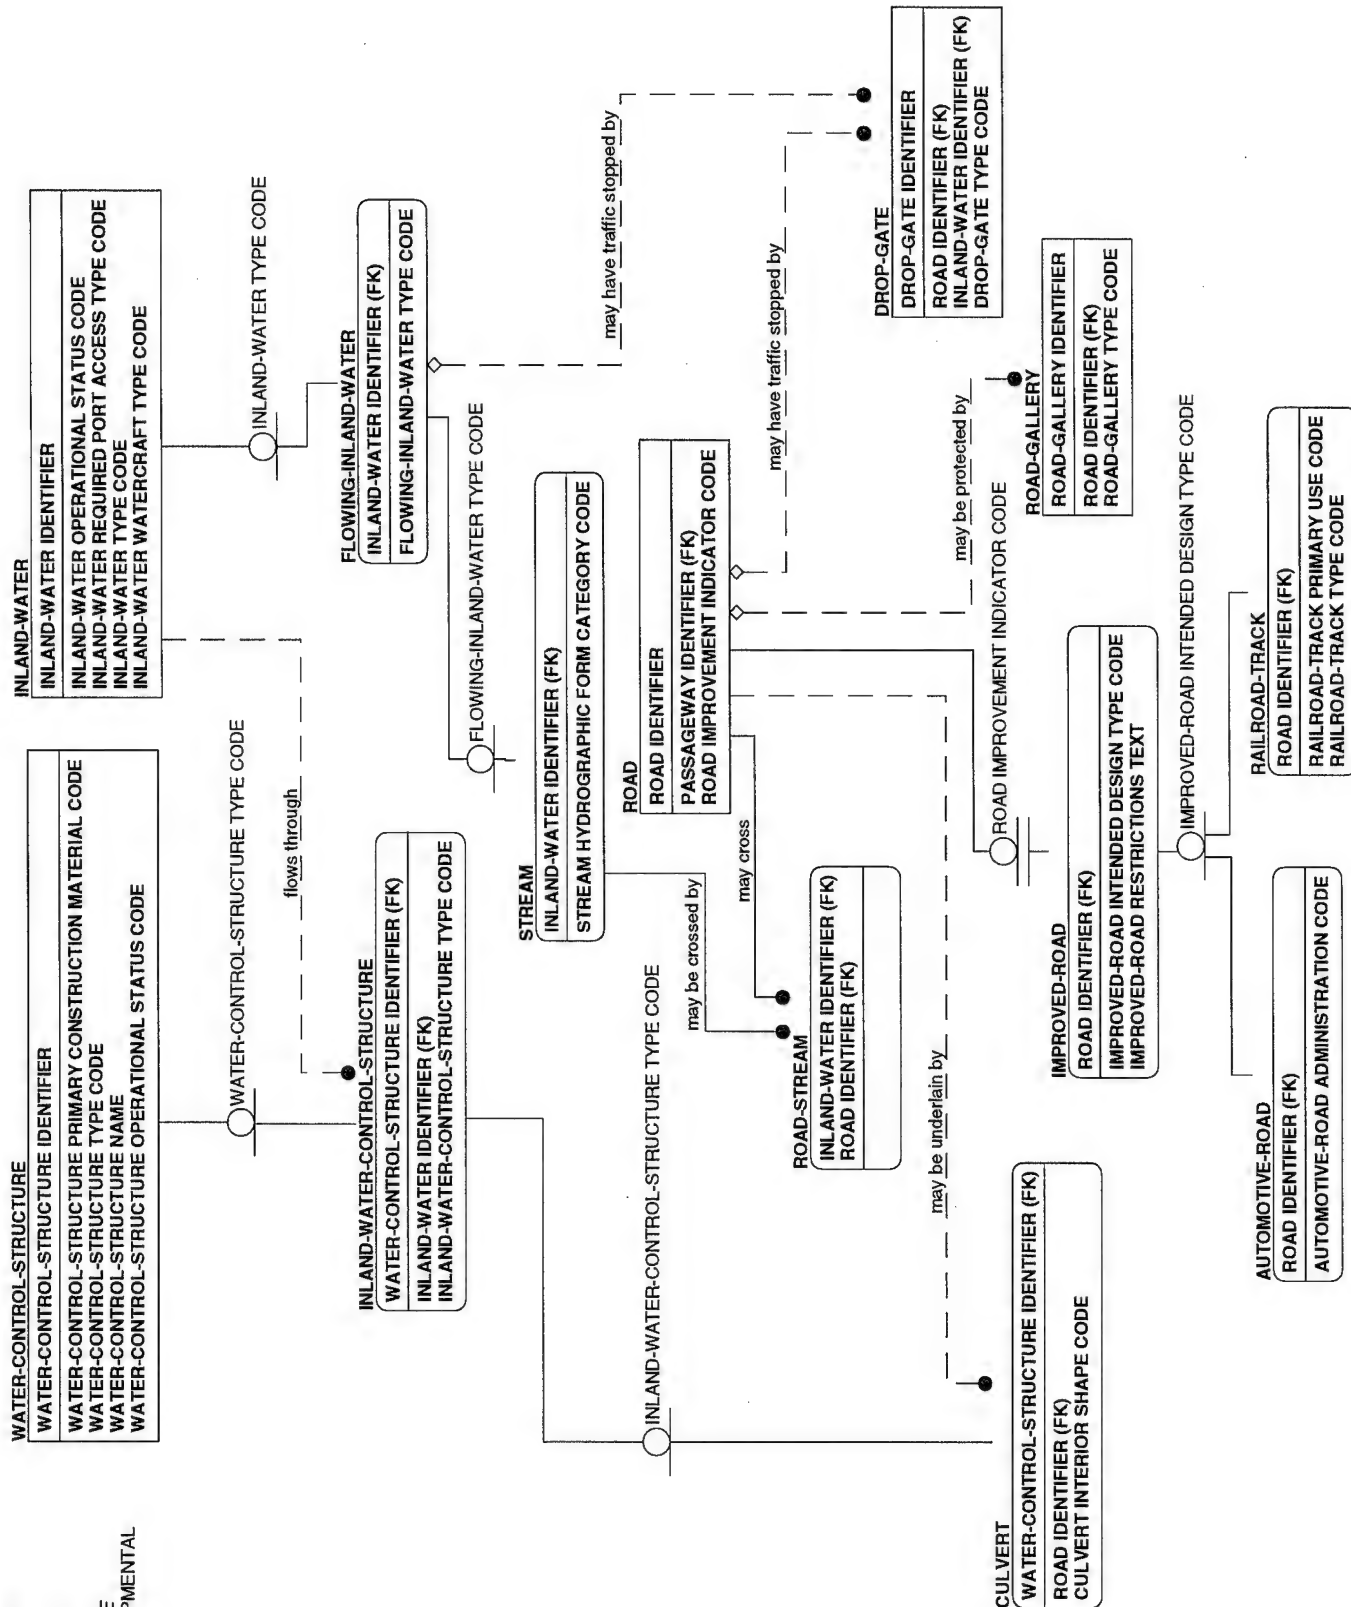 E
PMENTAL
WATER-CONTROL-STRUCTURE
WATER-CONTROL-STRUCTURE IDENTIFIER
WATER-CONTROL-STRUCTURE PRIMARY CONSTRUCTION MATERIAL CODE
WATER-CONTROL-STRUCTURE TYPE CODE
WATER-CONTROL-STRUCTURE NAME
WATER-CONTROL-STRUCTURE OPERATIONAL STATUS CODE
INLAND-WATER
INLAND-WATER IDENTIFIER
INLAND-WATER OPERATIONAL STATUS CODE
INLAND-WATER REQUIRED PORT ACCESS TYPE CODE
INLAND-WATER TYPE CODE
INLAND-WATER WATERCRAFT TYPE CODE
WATER-CONTROL-STRUCTURE TYPE CODE
flows through
INLAND-WATER TYPE CODE
INLAND-WATER-CONTROL-STRUCTURE
WATER-CONTROL-STRUCTURE IDENTIFIER (FK)
INLAND-WATER IDENTIFIER (FK)
INLAND-WATER-CONTROL-STRUCTURE TYPE CODE
FLOWING-INLAND-WATER
INLAND-WATER IDENTIFIER (FK)
FLOWING-INLAND-WATER TYPE CODE
FLOWING-INLAND-WATER TYPE CODE
STREAM
INLAND-WATER IDENTIFIER (FK)
STREAM HYDROGRAPHIC FORM CATEGORY CODE
may have traffic stopped by
INLAND-WATER-CONTROL-STRUCTURE TYPE CODE
may be crossed by
ROAD
ROAD IDENTIFIER
PASSAGEWAY IDENTIFIER (FK)
ROAD IMPROVEMENT INDICATOR CODE
may cross
may have traffic stopped by
ROAD-STREAM
INLAND-WATER IDENTIFIER (FK)
ROAD IDENTIFIER (FK)
DROP-GATE
DROP-GATE IDENTIFIER
ROAD IDENTIFIER (FK)
INLAND-WATER IDENTIFIER (FK)
DROP-GATE TYPE CODE
may be underlain by
may be protected by
ROAD IMPROVEMENT INDICATOR CODE
CULVERT
WATER-CONTROL-STRUCTURE IDENTIFIER (FK)
ROAD IDENTIFIER (FK)
CULVERT INTERIOR SHAPE CODE
IMPROVED-ROAD
ROAD IDENTIFIER (FK)
IMPROVED-ROAD INTENDED DESIGN TYPE CODE
IMPROVED-ROAD RESTRICTIONS TEXT
ROAD-GALLERY
ROAD-GALLERY IDENTIFIER
ROAD IDENTIFIER (FK)
ROAD-GALLERY TYPE CODE
IMPROVED-ROAD INTENDED DESIGN TYPE CODE
AUTOMOTIVE-ROAD
ROAD IDENTIFIER (FK)
AUTOMOTIVE-ROAD ADMINISTRATION CODE
RAILROAD-TRACK
ROAD IDENTIFIER (FK)
RAILROAD-TRACK PRIMARY USE CODE
RAILROAD-TRACK TYPE CODE